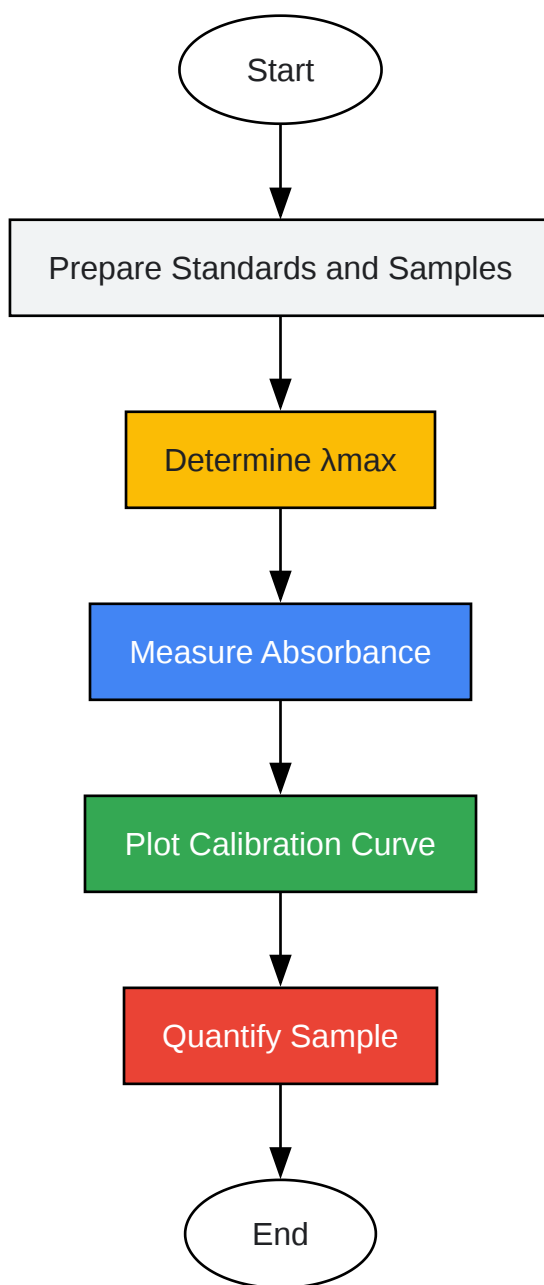 Start
Prepare Standards and Samples
Determine λmax
Measure Absorbance
Plot Calibration Curve
Quantify Sample
End